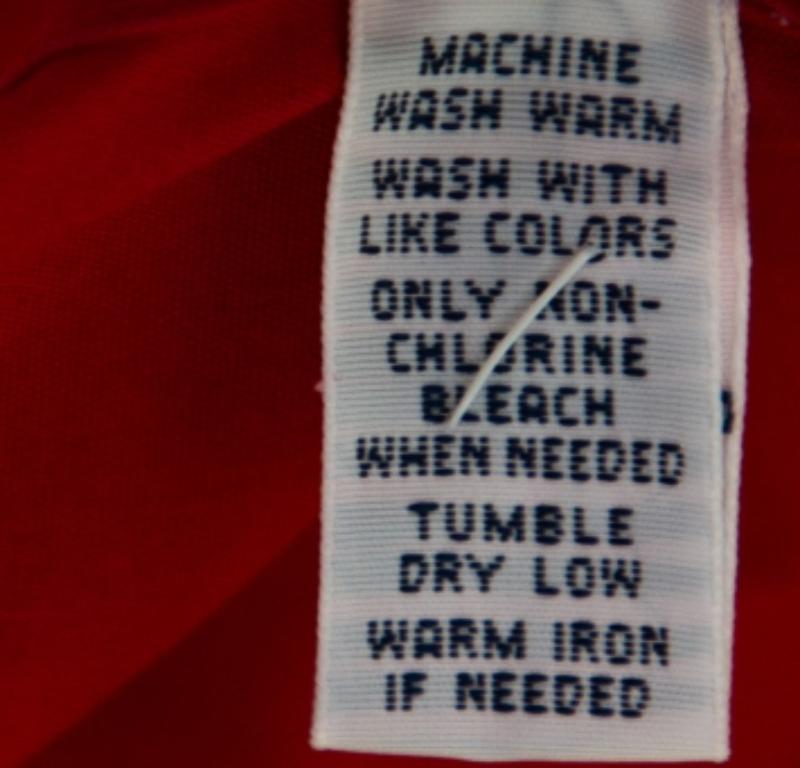 MACHINE
WASH WARM
WASH WITH
LIKE COLORS
ONLY NON-
CHLORINE
BLEACH
WHEN NEEDED
TUMBLE
DRY LOW
WARM IRON
IF NEEDED